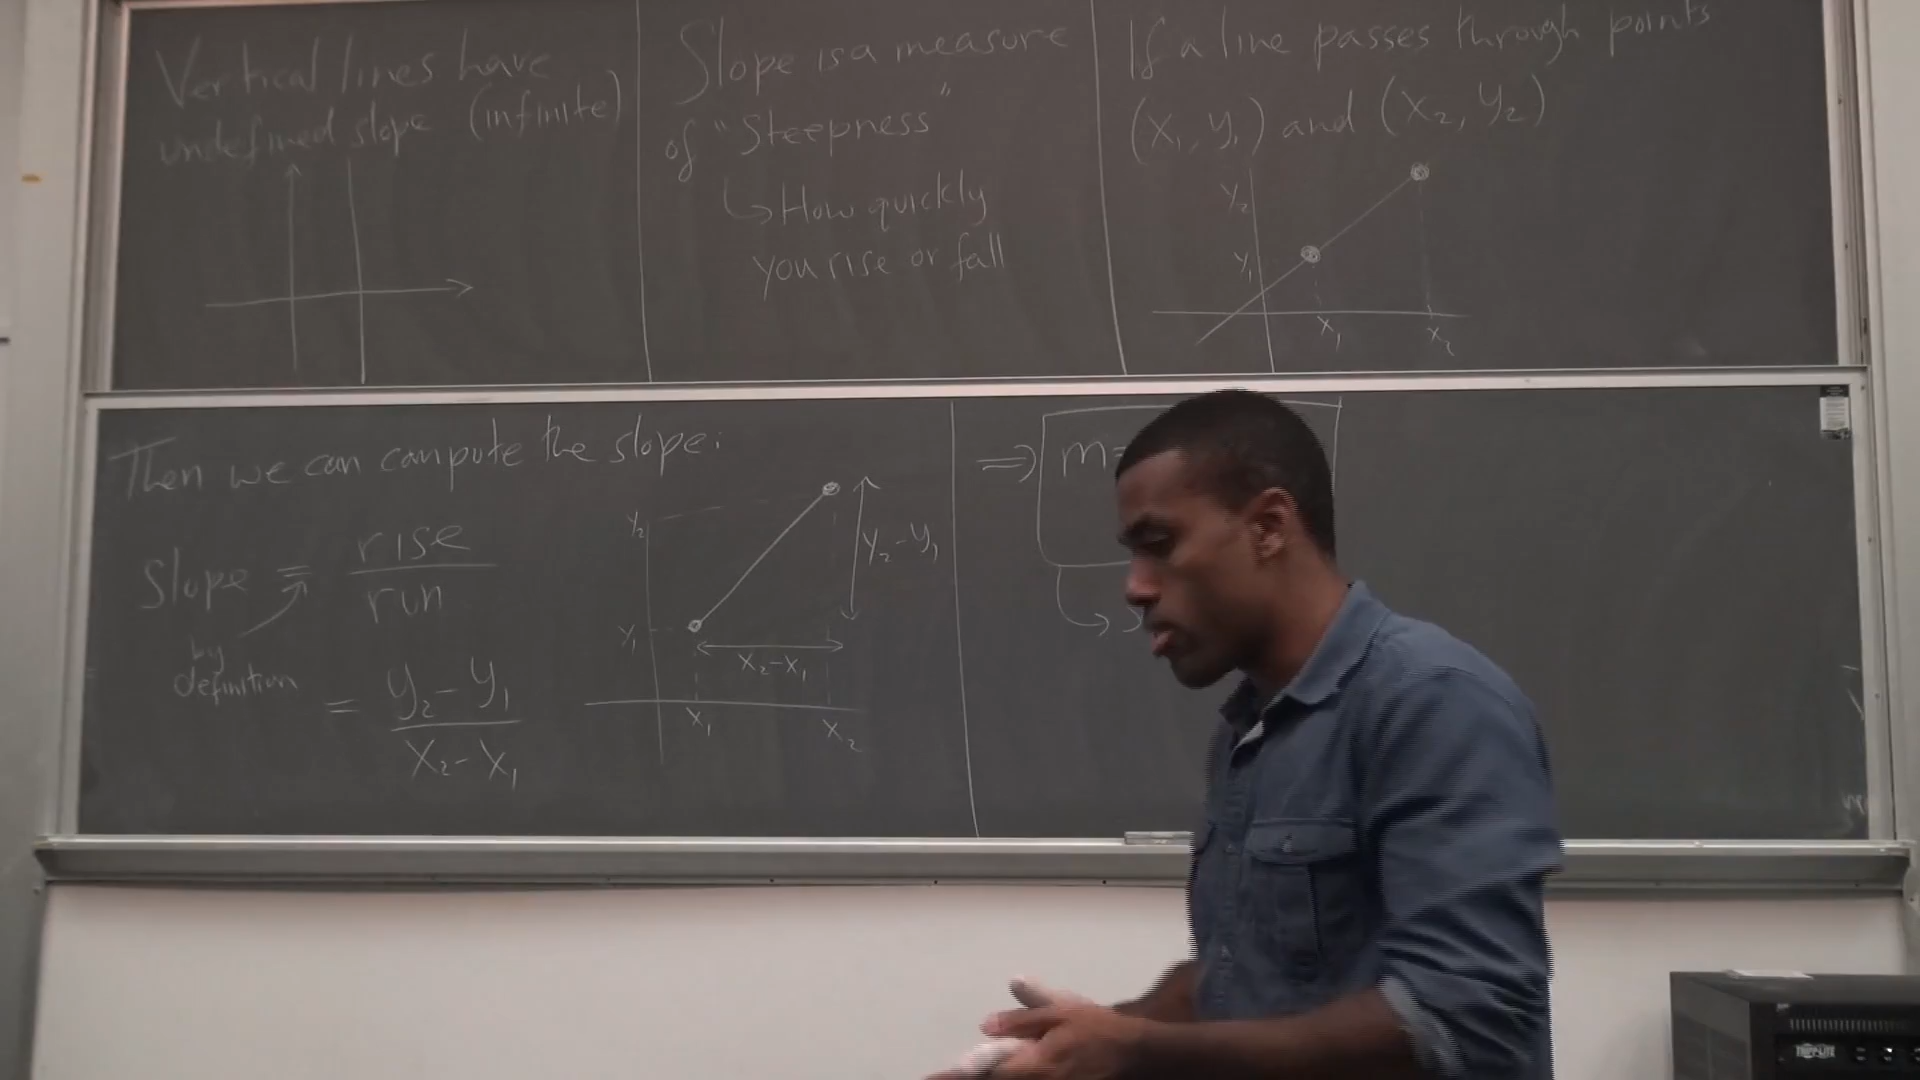 Vertical lines have
undefined slope (infinite)
Slope is a measure
of "Steepness"
↳ How quickly
you rise or fall
If a line passes through points
(x₁, y₁) and (x₂, y₂)
y₂
y₁
x₁
x₂
Then we can compute the slope:
Slope = rise
run
by
definition
= y₂ - y₁
x₂ - x₁
y₂
y₁
y₂ - y₁
x₂ - x₁
x₁
x₂
⇒ m =
TRIPP-LITE